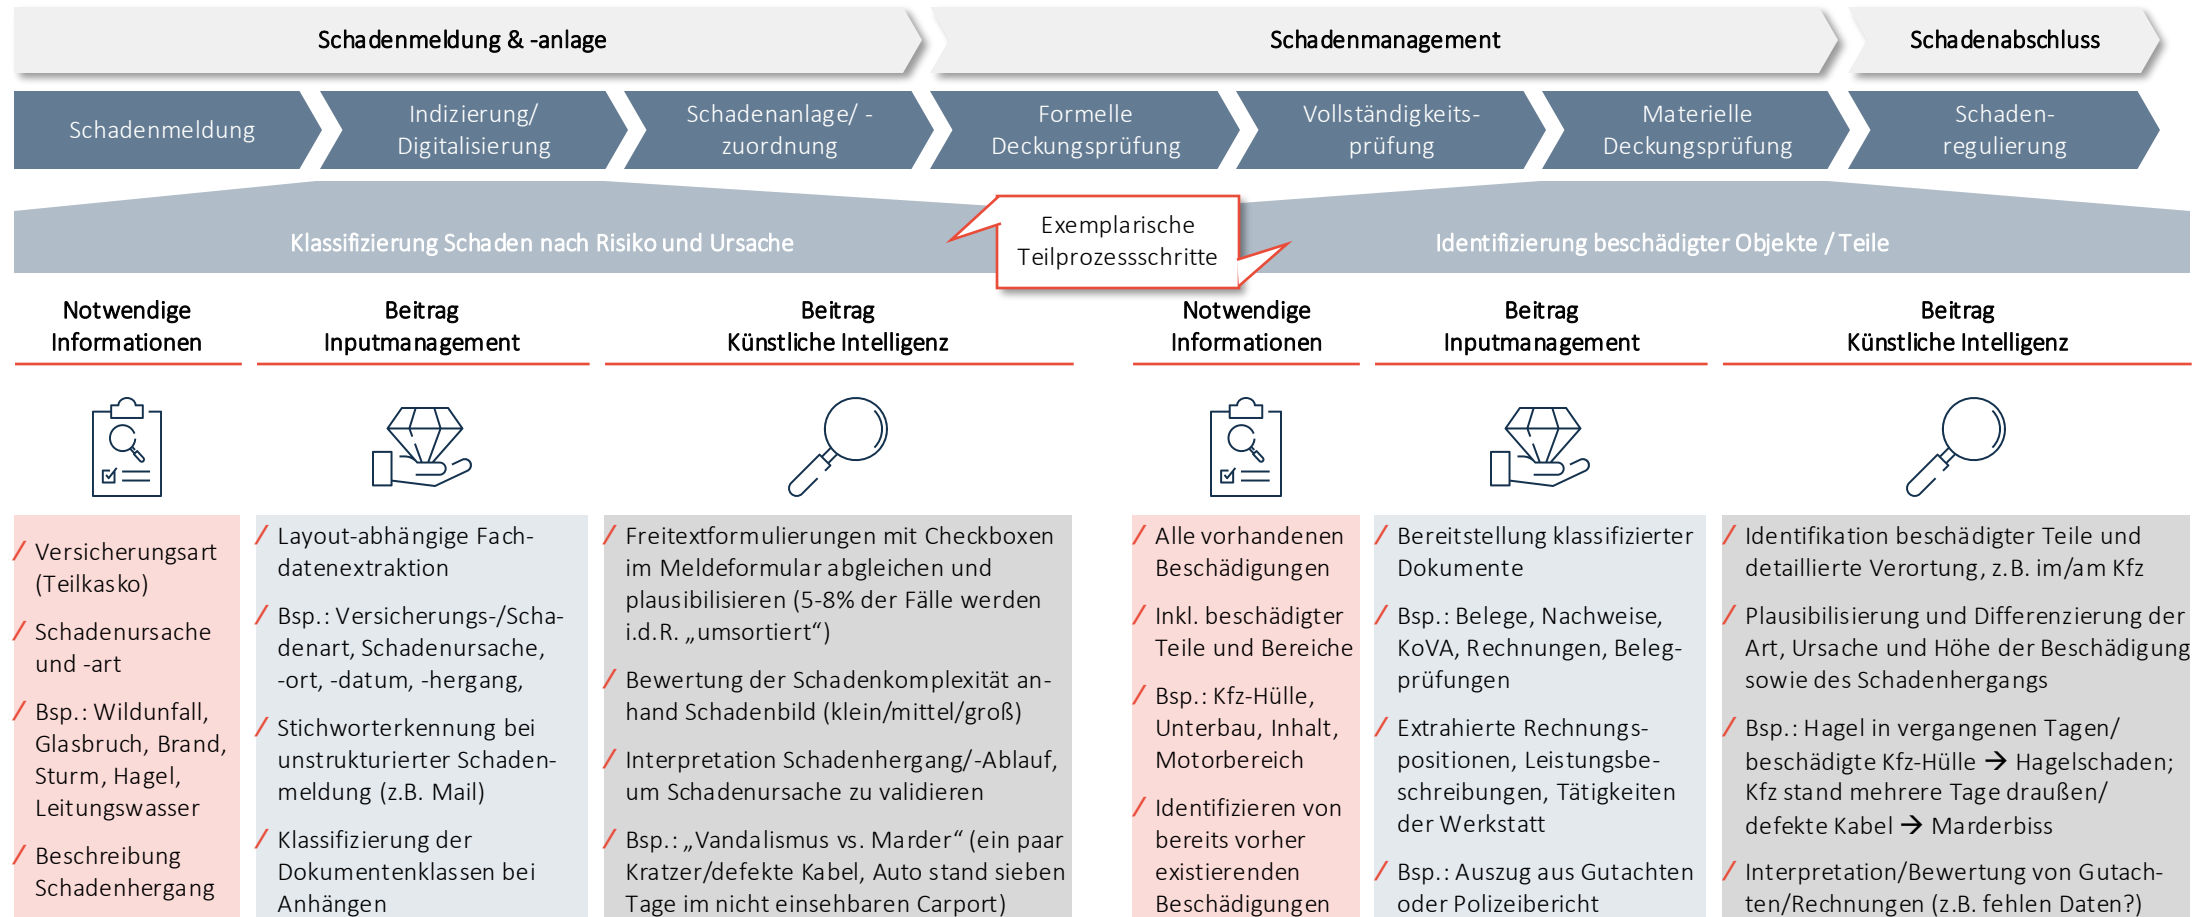 Schadenmeldung & -anlage
Schadenmanagement
Schadenabschluss
Schadenmeldung
Indizierung/
Digitalisierung
Schadenanlage/ -
zuordnung
Formelle
Deckungsprüfung
Vollständigkeits-
prüfung
Materielle
Deckungsprüfung
Schaden-
regulierung
Klassifizierung Schaden nach Risiko und Ursache
Exemplarische
Teilprozessschritte
Identifizierung beschädigter Objekte / Teile
Notwendige
Informationen
Beitrag
Inputmanagement
Beitrag
Künstliche Intelligenz
Notwendige
Informationen
Beitrag
Inputmanagement
Beitrag
Künstliche Intelligenz
/ Versicherungsart
(Teilkasko)
/ Schadenursache
und -art
/ Bsp.: Wildunfall,
Glasbruch, Brand,
Sturm, Hagel,
Leitungswasser
/ Beschreibung
Schadenhergang
/ Layout-abhängige Fach-
datenextraktion
/ Bsp.: Versicherungs-/Scha-
denart, Schadenursache,
-ort, -datum, -hergang,
/ Stichworterkennung bei
unstrukturierter Schaden-
meldung (z.B. Mail)
/ Klassifizierung der
Dokumentenklassen bei
Anhängen
/ Freitextformulierungen mit Checkboxen
im Meldeformular abgleichen und
plausibilisieren (5-8% der Fälle werden
i.d.R. „umsortiert“)
/ Bewertung der Schadenkomplexität an-
hand Schadenbild (klein/mittel/groß)
/ Interpretation Schadenhergang/-Ablauf,
um Schadenursache zu validieren
/ Bsp.: „Vandalismus vs. Marder“ (ein paar
Kratzer/defekte Kabel, Auto stand sieben
Tage im nicht einsehbaren Carport)
/ Alle vorhandenen
Beschädigungen
/ Inkl. beschädigter
Teile und Bereiche
/ Bsp.: Kfz-Hülle,
Unterbau, Inhalt,
Motorbereich
/ Identifizieren von
bereits vorher
existierenden
Beschädigungen
/ Bereitstellung klassifizierter
Dokumente
/ Bsp.: Belege, Nachweise,
KoVA, Rechnungen, Beleg-
prüfungen
/ Extrahierte Rechnungs-
positionen, Leistungsbe-
schreibungen, Tätigkeiten
der Werkstatt
/ Bsp.: Auszug aus Gutachten
oder Polizeibericht
/ Identifikation beschädigter Teile und
detaillierte Verortung, z.B. im/am Kfz
/ Plausibilisierung und Differenzierung der
Art, Ursache und Höhe der Beschädigung
sowie des Schadenhergangs
/ Bsp.: Hagel in vergangenen Tagen/
beschädigte Kfz-Hülle → Hagelschaden;
Kfz stand mehrere Tage draußen/
defekte Kabel → Marderbiss
/ Interpretation/Bewertung von Gutach-
ten/Rechnungen (z.B. fehlen Daten?)